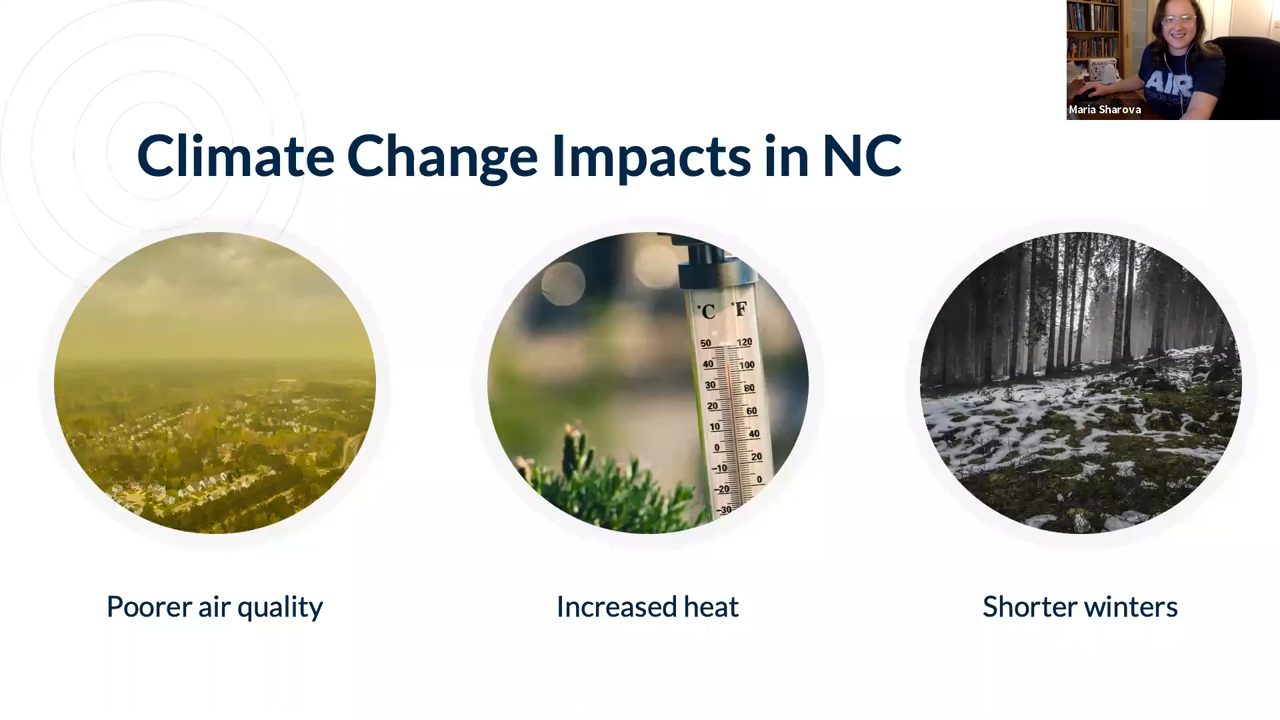 AIR
Maria Sharova
Climate Change Impacts in NC
°C °F
50 120
40 100
30 80
20 60
10 40
0 20
-10 0
-20
-30
Poorer air quality
Increased heat
Shorter winters